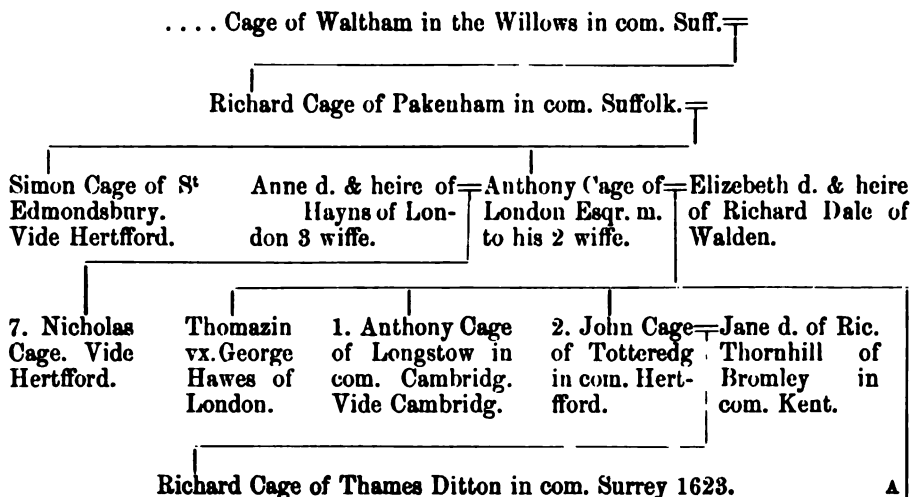 .... Cage of Waltham in the Willows in com. Suff.
Richard Cage of Pakenham in com. Suffolk.
Simon Cage of St
Edmondsbury.
Vide Hertfford.
Anne d. & heire of
Hayns of Lon-
don 3 wiffe.
Anthony Cage of
London Esqr. m.
to his 2 wiffe.
Elizebeth d. & heire
of Richard Dale of
Walden.
7. Nicholas
Cage. Vide
Hertfford.
Thomazin
vx. George
Hawes of
London.
1. Anthony Cage
of Longstow in
com. Cambridg.
Vide Cambridg.
2. John Cage
of Totteredg
in com. Hert-
fford.
Jane d. of Ric.
Thornhill of
Bromley in
com. Kent.
Richard Cage of Thames Ditton in com. Surrey 1623.
A